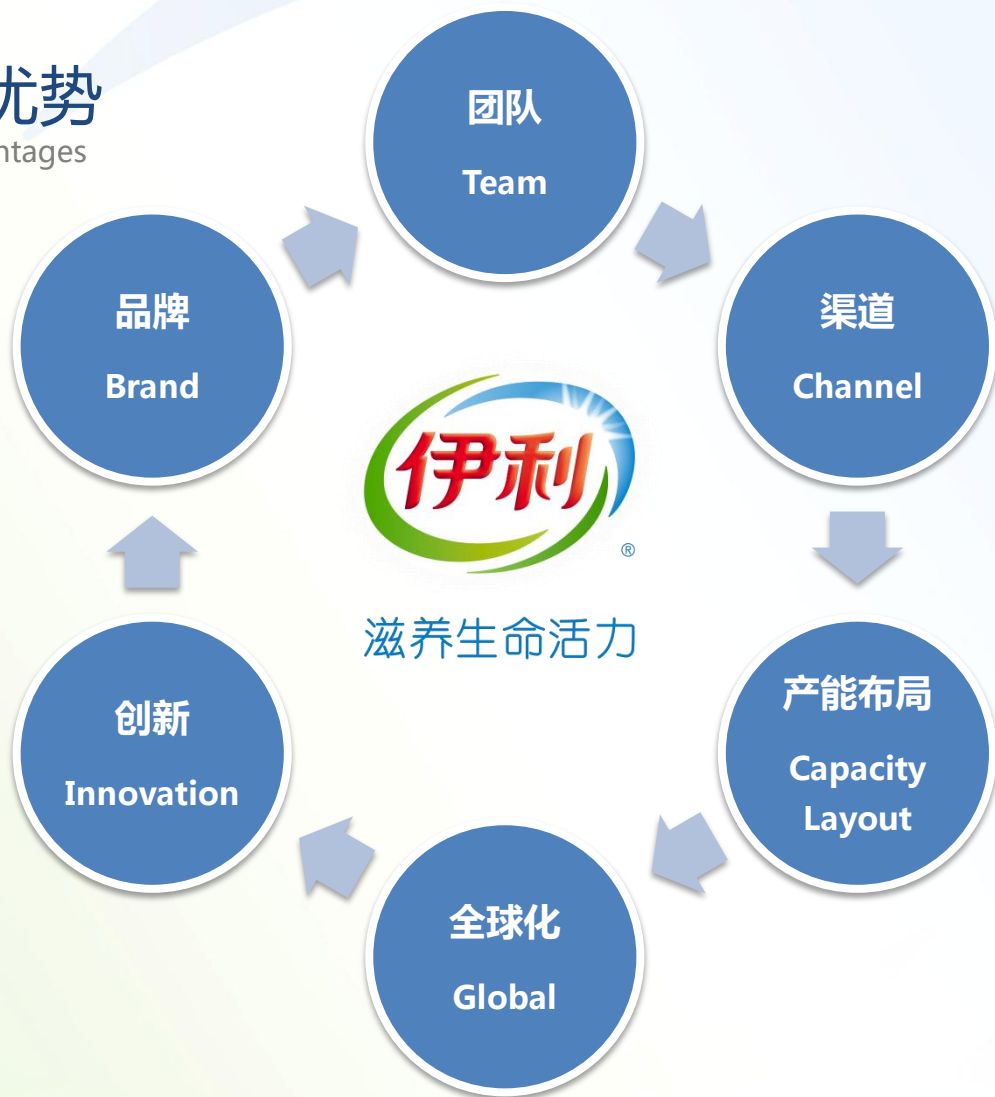 优势
ntages
团队
Team
渠道
Channel
产能布局
Capacity
Layout
全球化
Global
创新
Innovation
品牌
Brand
伊利
®
滋养生命活力